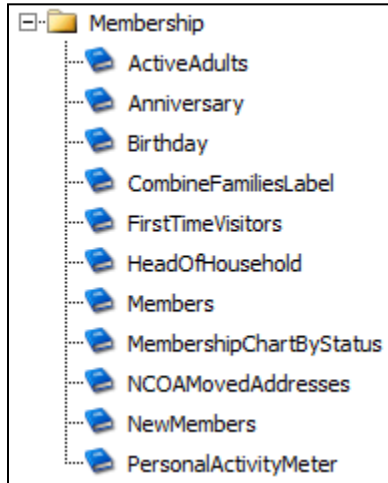 Membership
ActiveAdults
Anniversary
Birthday
CombineFamiliesLabel
FirstTimeVisitors
HeadOfHousehold
Members
MembershipChartByStatus
NCOAMovedAddresses
NewMembers
PersonalActivityMeter